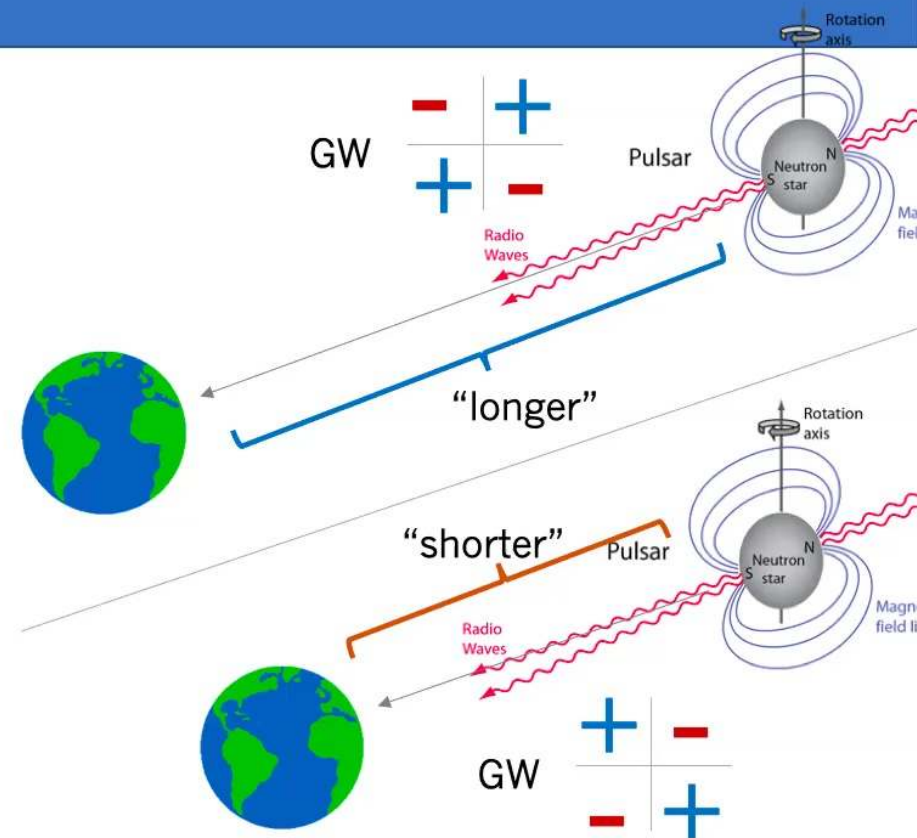 Rotation
axis
GW
Pulsar
N
Neutron
S
star
Radio
Waves
“longer”
Rotation
axis
“shorter”
Pulsar
N
Neutron
S
star
Radio
Waves
GW